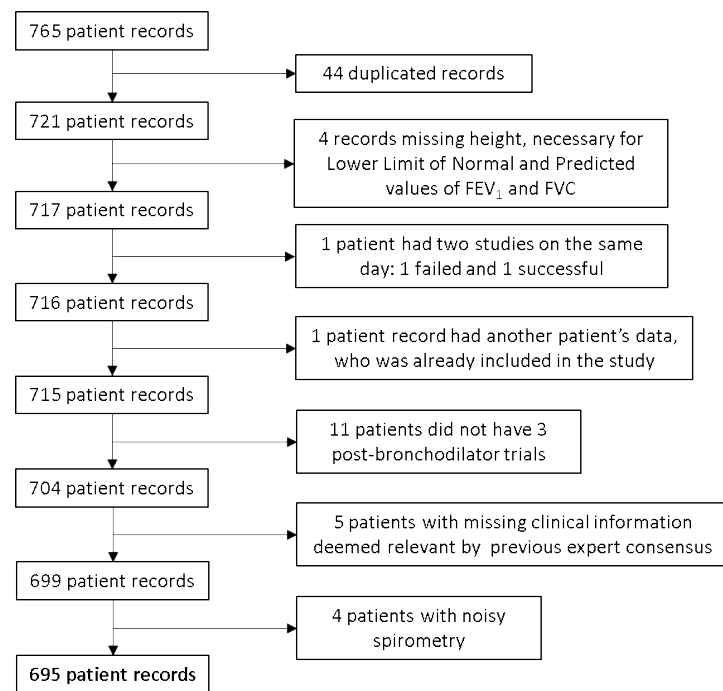 765 patient records
44 duplicated records
721 patient records
4 records missing height, necessary for
Lower Limit of Normal and Predicted
values of FEV₁ and FVC
717 patient records
1 patient had two studies on the same
day: 1 failed and 1 successful
716 patient records
1 patient record had another patient’s data,
who was already included in the study
715 patient records
11 patients did not have 3
post-bronchodilator trials
704 patient records
5 patients with missing clinical information
deemed relevant by previous expert consensus
699 patient records
4 patients with noisy
spirometry
695 patient records